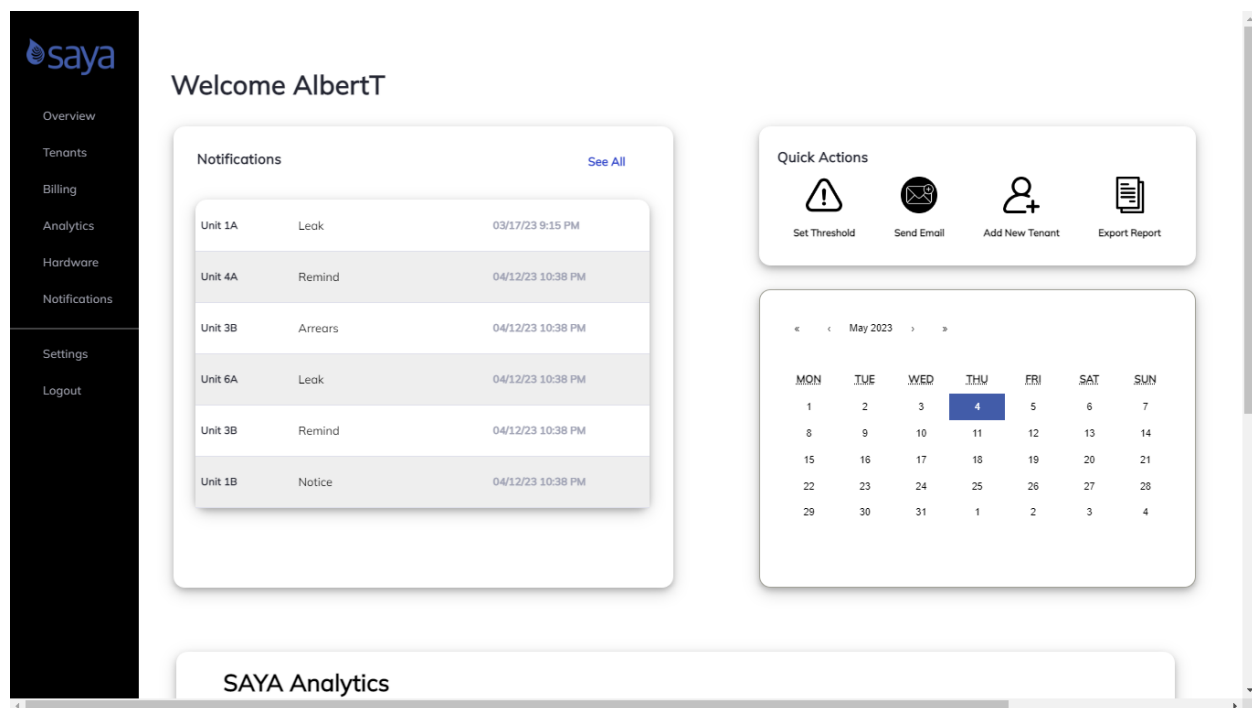 saya
Overview
Tenants
Billing
Analytics
Hardware
Notifications
Settings
Logout
Welcome AlbertT
Notifications See All
Unit 1A Leak 03/17/23 9:15 PM
Unit 4A Remind 04/12/23 10:38 PM
Unit 3B Arrears 04/12/23 10:38 PM
Unit 6A Leak 04/12/23 10:38 PM
Unit 3B Remind 04/12/23 10:38 PM
Unit 1B Notice 04/12/23 10:38 PM
Quick Actions
Set Threshold Send Email Add New Tenant Export Report
« ‹ May 2023 › »
MON TUE WED THU FRI SAT SUN
1 2 3 4 5 6 7
8 9 10 11 12 13 14
15 16 17 18 19 20 21
22 23 24 25 26 27 28
29 30 31 1 2 3 4
SAYA Analytics